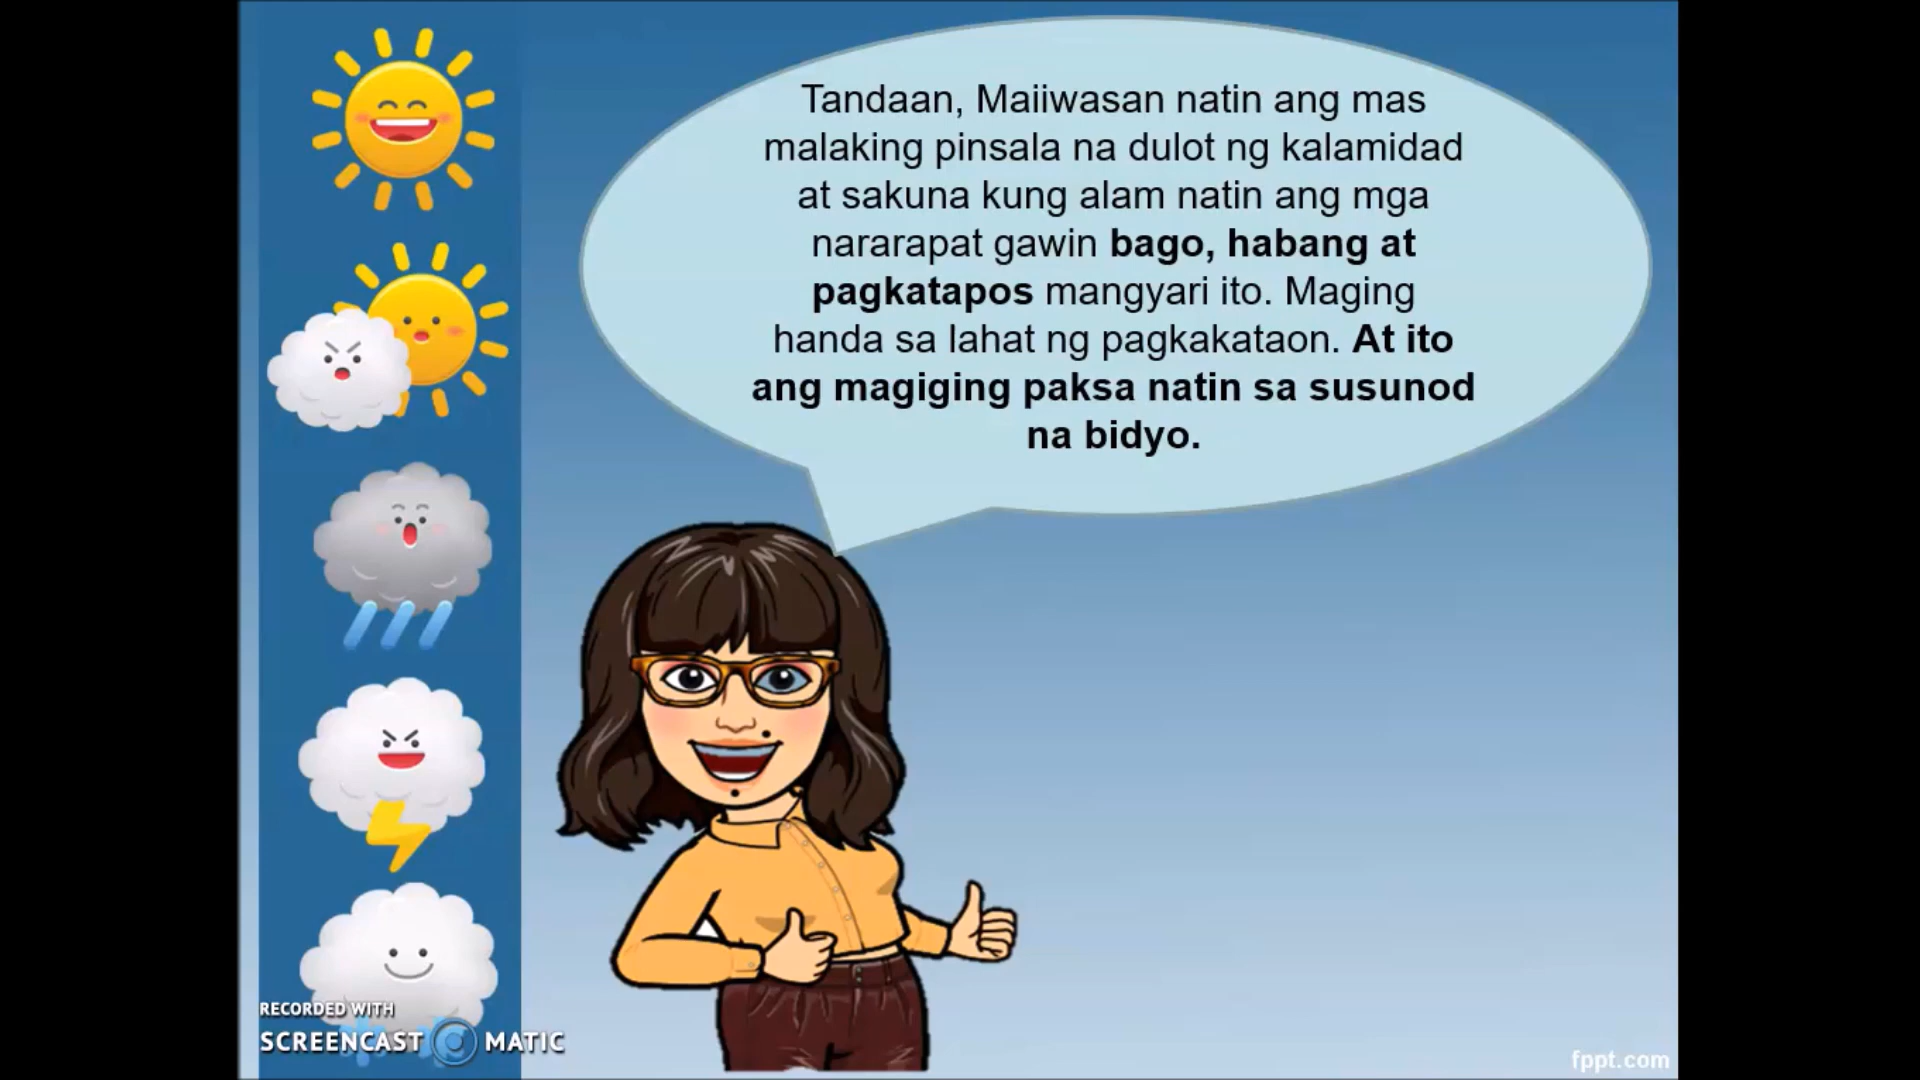 Tandaan, Maiiwasan natin ang mas
malaking pinsala na dulot ng kalamidad
at sakuna kung alam natin ang mga
nararapat gawin bago, habang at
pagkatapos mangyari ito. Maging
handa sa lahat ng pagkakataon. At ito
ang magiging paksa natin sa susunod
na bidyo.
RECORDED WITH
SCREENCAST MATIC
fppt.com